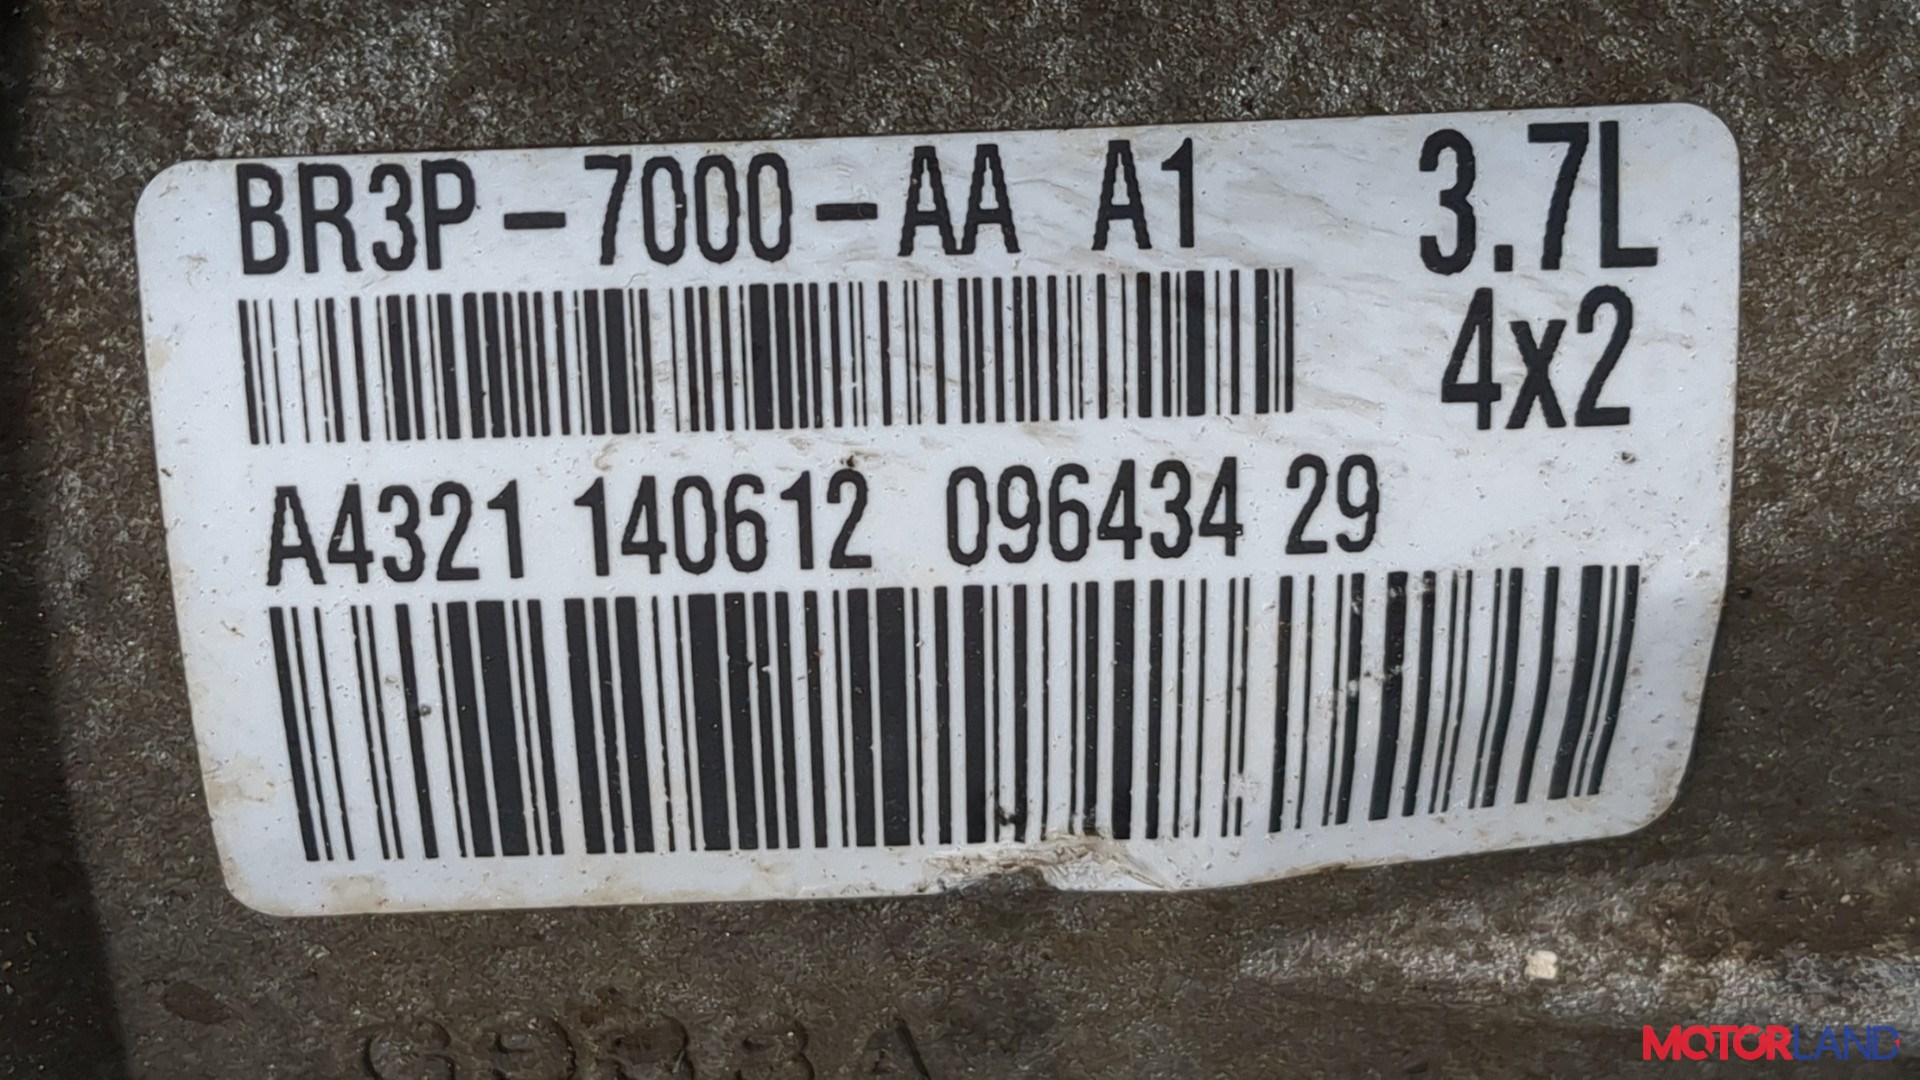 BR3P-7000-AA A1 3.7L
4x2
A4321 140612 096434 29
MOTORLAND